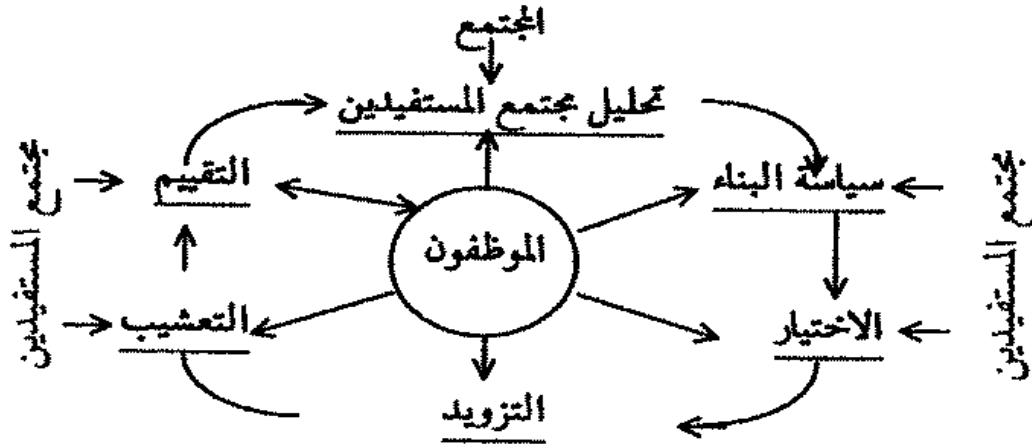 المجتمع
تحليل مجتمع المستفيدين
سياسة البناء
التقييم
مجتمع المستفيدين
مجتمع المستفيدين
الموظفون
الاختيار
التعشيب
التزويد